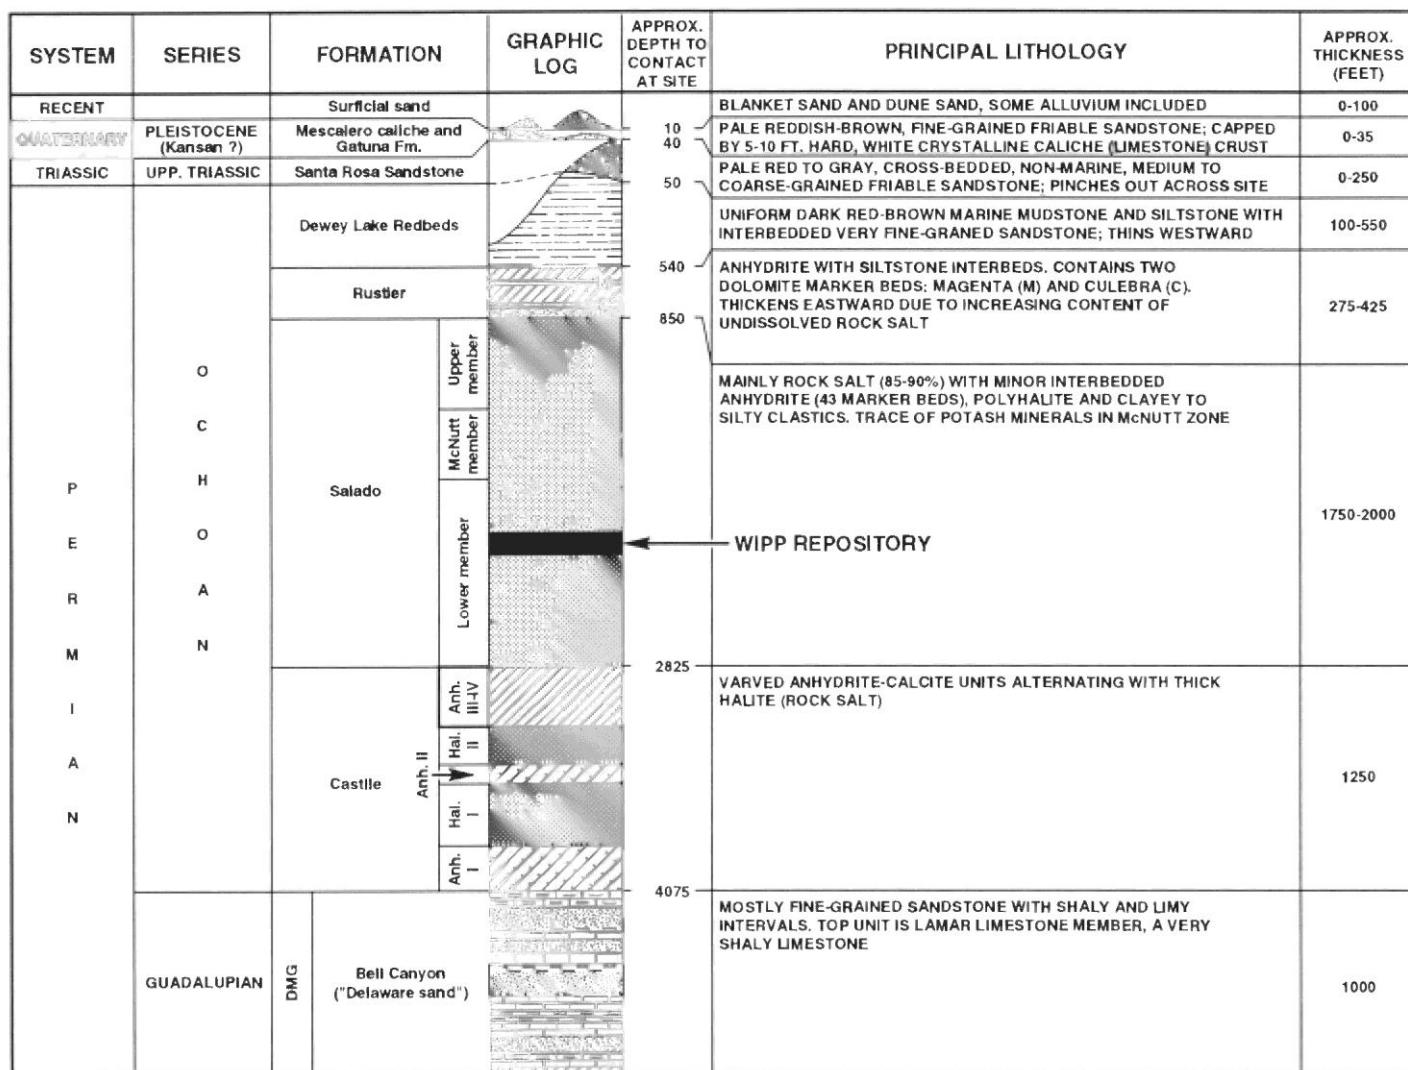 SYSTEM
SERIES
FORMATION
GRAPHIC
LOG
APPROX.
DEPTH TO
CONTACT
AT SITE
PRINCIPAL LITHOLOGY
APPROX.
THICKNESS
(FEET)
RECENT
Surficial sand
BLANKET SAND AND DUNE SAND, SOME ALLUVIUM INCLUDED
0-100
QUATERNARY
PLEISTOCENE
(Kansan ?)
Mescalero caliche and
Gatuna Fm.
10
PALE REDDISH-BROWN, FINE-GRAINED FRIABLE SANDSTONE; CAPPED
BY 5-10 FT. HARD, WHITE CRYSTALLINE CALICHE (LIMESTONE) CRUST
0-35
40
TRIASSIC
UPP. TRIASSIC
Santa Rosa Sandstone
PALE RED TO GRAY, CROSS-BEDDED, NON-MARINE, MEDIUM TO
COARSE-GRAINED FRIABLE SANDSTONE; PINCHES OUT ACROSS SITE
0-250
50
Dewey Lake Redbeds
UNIFORM DARK RED-BROWN MARINE MUDSTONE AND SILTSTONE WITH
INTERBEDDED VERY FINE-GRANED SANDSTONE; THINS WESTWARD
100-550
540
Rustler
ANHYDRITE WITH SILTSTONE INTERBEDS. CONTAINS TWO
DOLOMITE MARKER BEDS: MAGENTA (M) AND CULEBRA (C).
THICKENS EASTWARD DUE TO INCREASING CONTENT OF
UNDISSOLVED ROCK SALT
275-425
850
PERMIAN
OCHOAN
Salado
Upper
member
McNutt
member
Lower member
MAINLY ROCK SALT (85-90%) WITH MINOR INTERBEDDED
ANHYDRITE (43 MARKER BEDS), POLYHALITE AND CLAYEY TO
SILTY CLASTICS. TRACE OF POTASH MINERALS IN McNUTT ZONE
1750-2000
WIPP REPOSITORY
2825
Castile
Anh.
III-IV
Hal.
II
Anh. II
Hal.
I
Anh.
I
VARVED ANHYDRITE-CALCITE UNITS ALTERNATING WITH THICK
HALITE (ROCK SALT)
1250
4075
GUADALUPIAN
DMG
Bell Canyon
("Delaware sand")
MOSTLY FINE-GRAINED SANDSTONE WITH SHALY AND LIMY
INTERVALS. TOP UNIT IS LAMAR LIMESTONE MEMBER, A VERY
SHALY LIMESTONE
1000